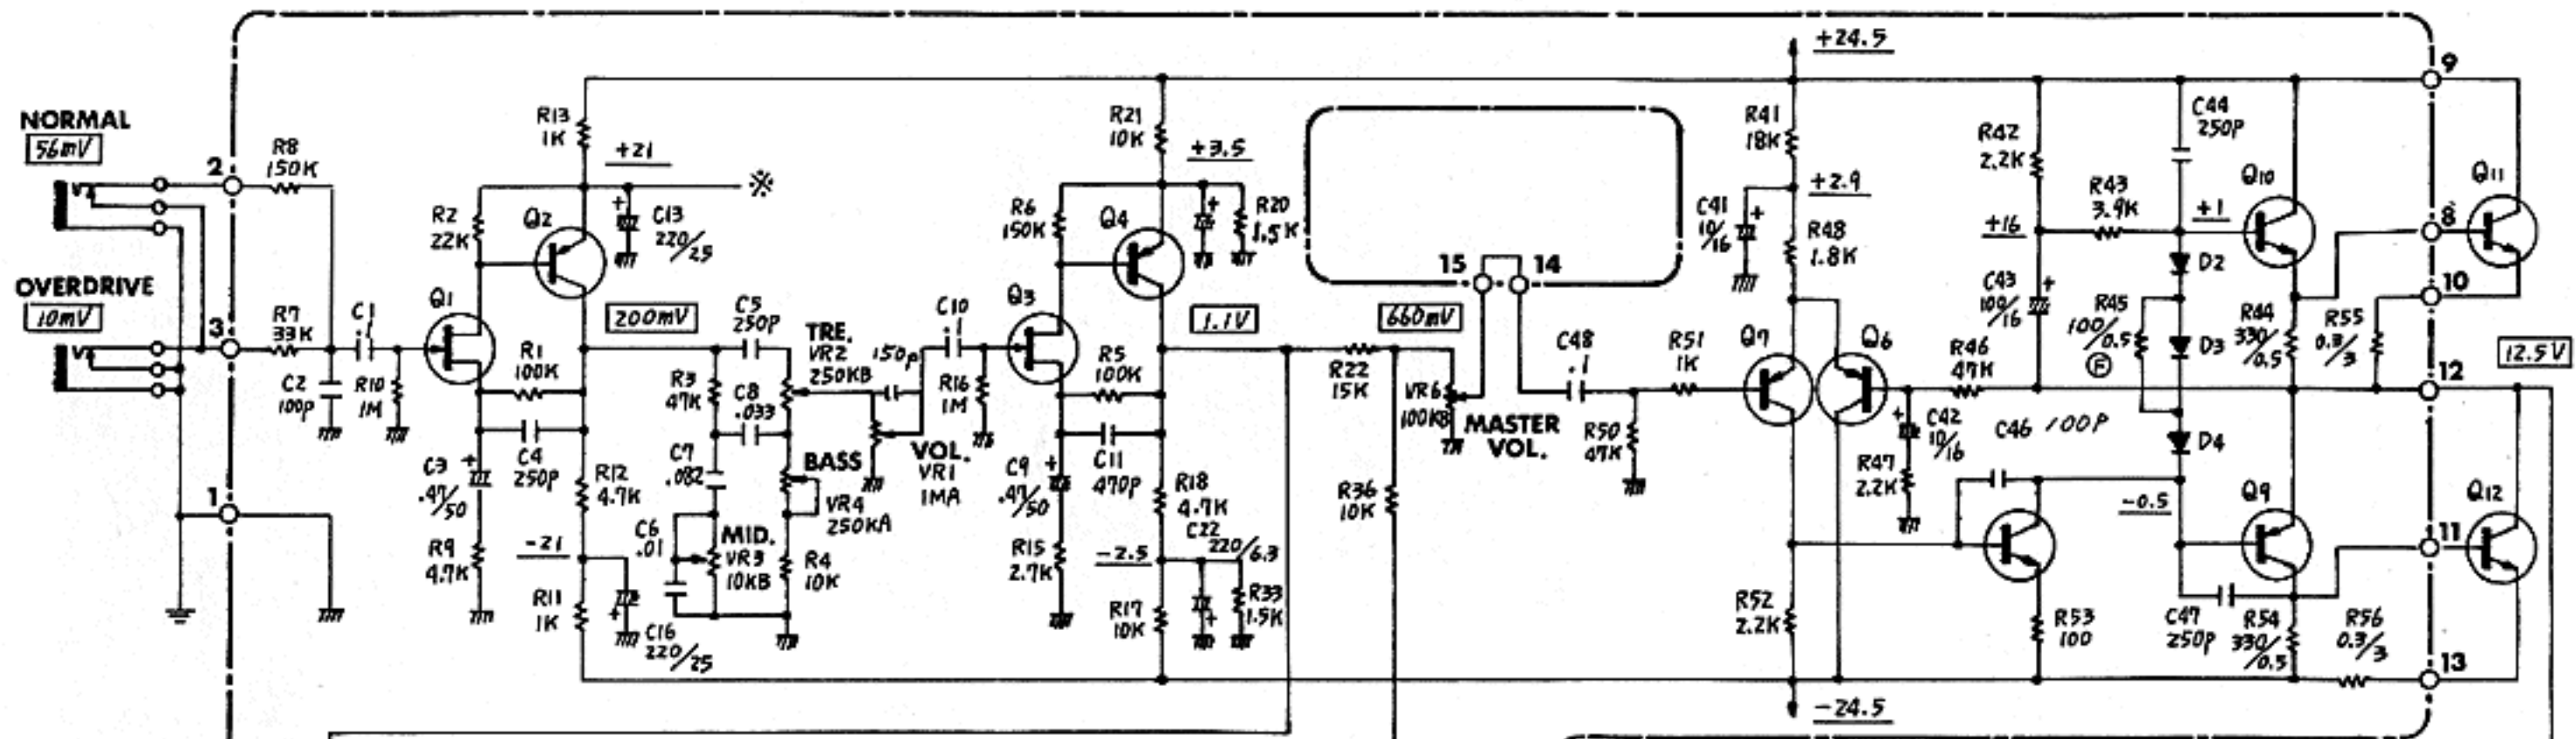 NORMAL
56mV
OVERDRIVE
10mV
2
3
1
R8
150K
R7
33K
C2
100P
C1
.1
R10
1M
Q1
R2
22K
R13
1K
+21
Q2
C13
220/25
※
R1
100K
C4
250P
C3
.47/50
R9
4.7K
R12
4.7K
-21
R11
1K
C16
220/25
200mV
C5
250P
R3
47K
C8
.033
C7
.082
C6
.01
MID.
VR3
10KB
TRE.
VR2
250KB
BASS
VR4
250KA
R4
10K
150P
VOL.
VR1
1MA
C10
.1
R16
1M
Q3
R6
150K
R21
10K
+3.5
Q4
R20
1.5K
R5
100K
C11
470P
C9
.47/50
R15
2.7K
R18
4.7K
-2.5
C22
220/6.3
R33
1.5K
R17
10K
1.1V
660mV
R22
15K
R36
10K
VR6
100KB
MASTER
VOL.
15
14
C48
.1
R50
47K
R51
1K
+24.5
R41
18K
+2.9
C41
10/16
R48
1.8K
Q7
Q6
R46
47K
C42
10/16
R47
2.2K
R52
2.2K
-24.5
R42
2.2K
+16
C43
100/16
R43
3.9K
+1
C44
250P
Q10
D2
D3
D4
R45
100/0.5
F
R44
330/0.5
R55
0.3/3
C46 100P
-0.5
Q9
R53
100
C47
250P
R54
330/0.5
R56
0.3/3
9
8
10
12
11
13
Q11
Q12
12.5V